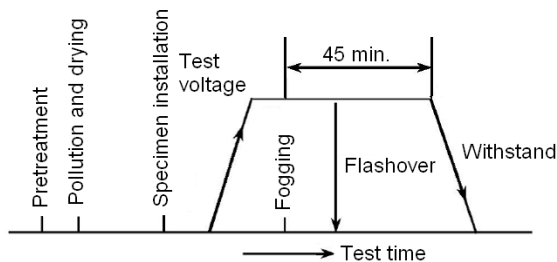 Pretreatment
Pollution and drying
Specimen installation
Test
voltage
45 min.
Fogging
Flashover
Withstand
Test time